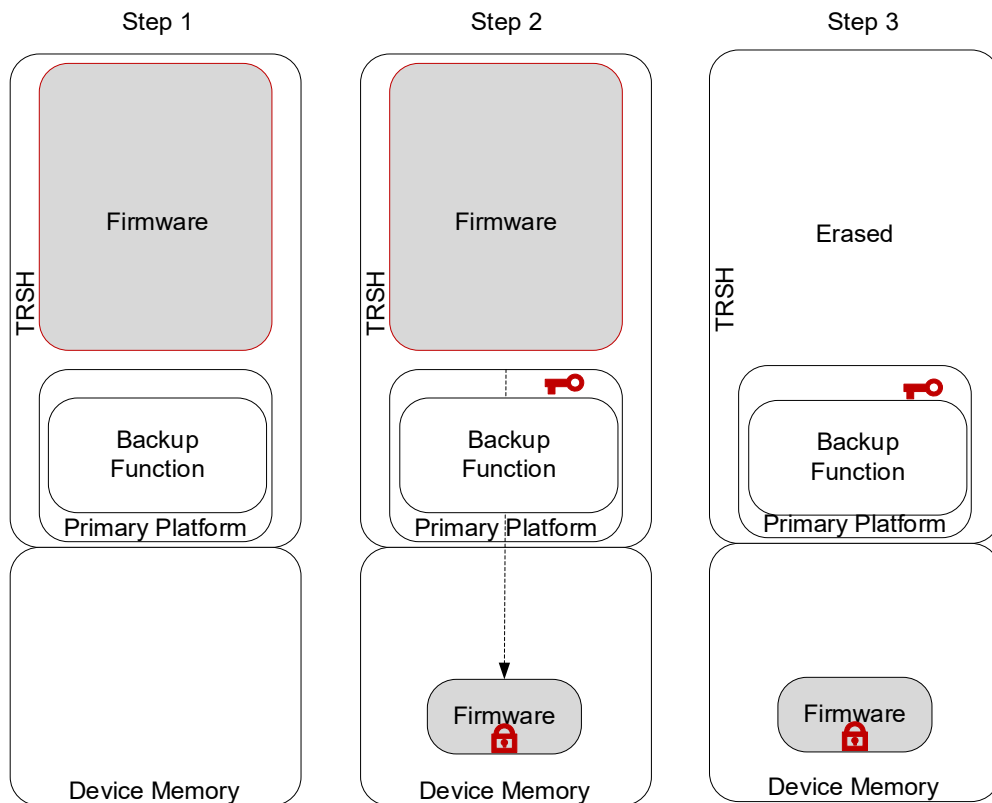 Step 1
Firmware
TRSH
Backup
Function
Primary Platform
Device Memory
Step 2
Firmware
TRSH
Backup
Function
Primary Platform
Firmware
Device Memory
Step 3
Erased
TRSH
Backup
Function
Primary Platform
Firmware
Device Memory